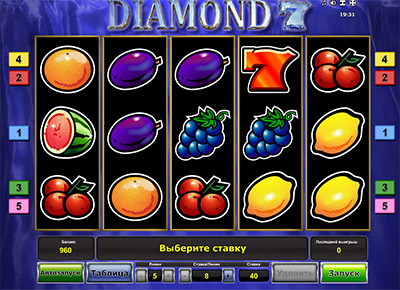 DIAMOND 7
19:31
4 4
2 2
1 1
3 3
5 5
Баланс
960
Выберите ставку
Последний выигрыш
0
Автозапуск
Таблица
Линии
- 5 +
Ставка/Линия
- 8 +
Ставка
40
Удвоить
Запуск